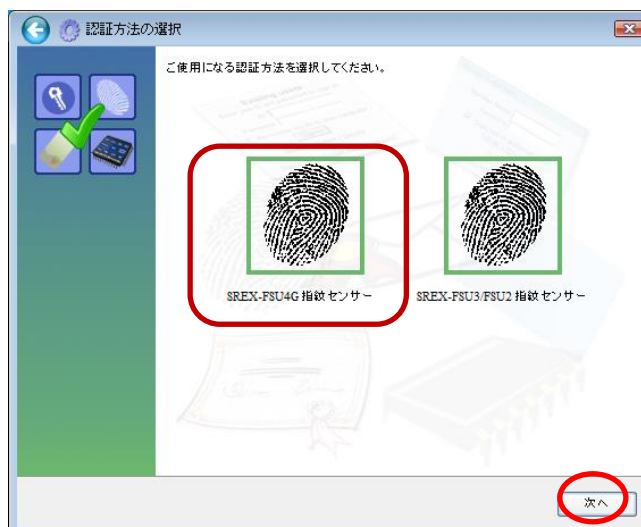 認証方法の選択
ご使用になる認証方法を選択してください。
SREX-FSU4G 指紋センサー
SREX-FSU3/FSU2 指紋センサー
次へ